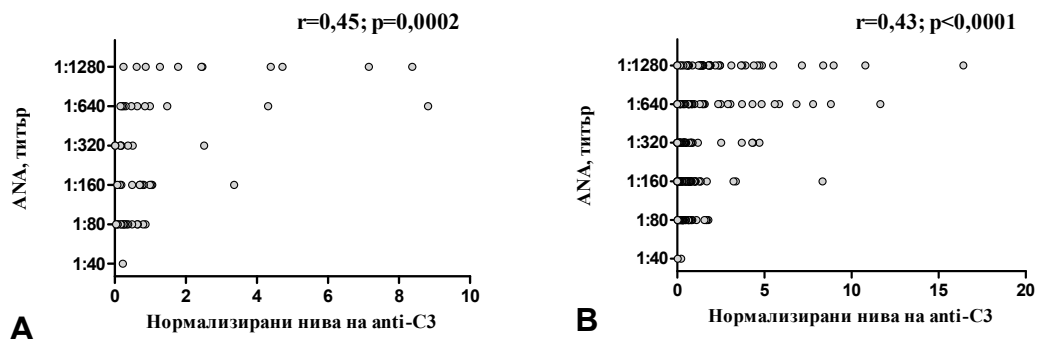 r=0,45; p=0,0002
ANA, титър
1:1280
1:640
1:320
1:160
1:80
1:40
0 2 4 6 8 10
Нормализирани нива на anti-C3
A
r=0,43; p<0,0001
ANA, титър
1:1280
1:640
1:320
1:160
1:80
1:40
0 5 10 15 20
Нормализирани нива на anti-C3
B